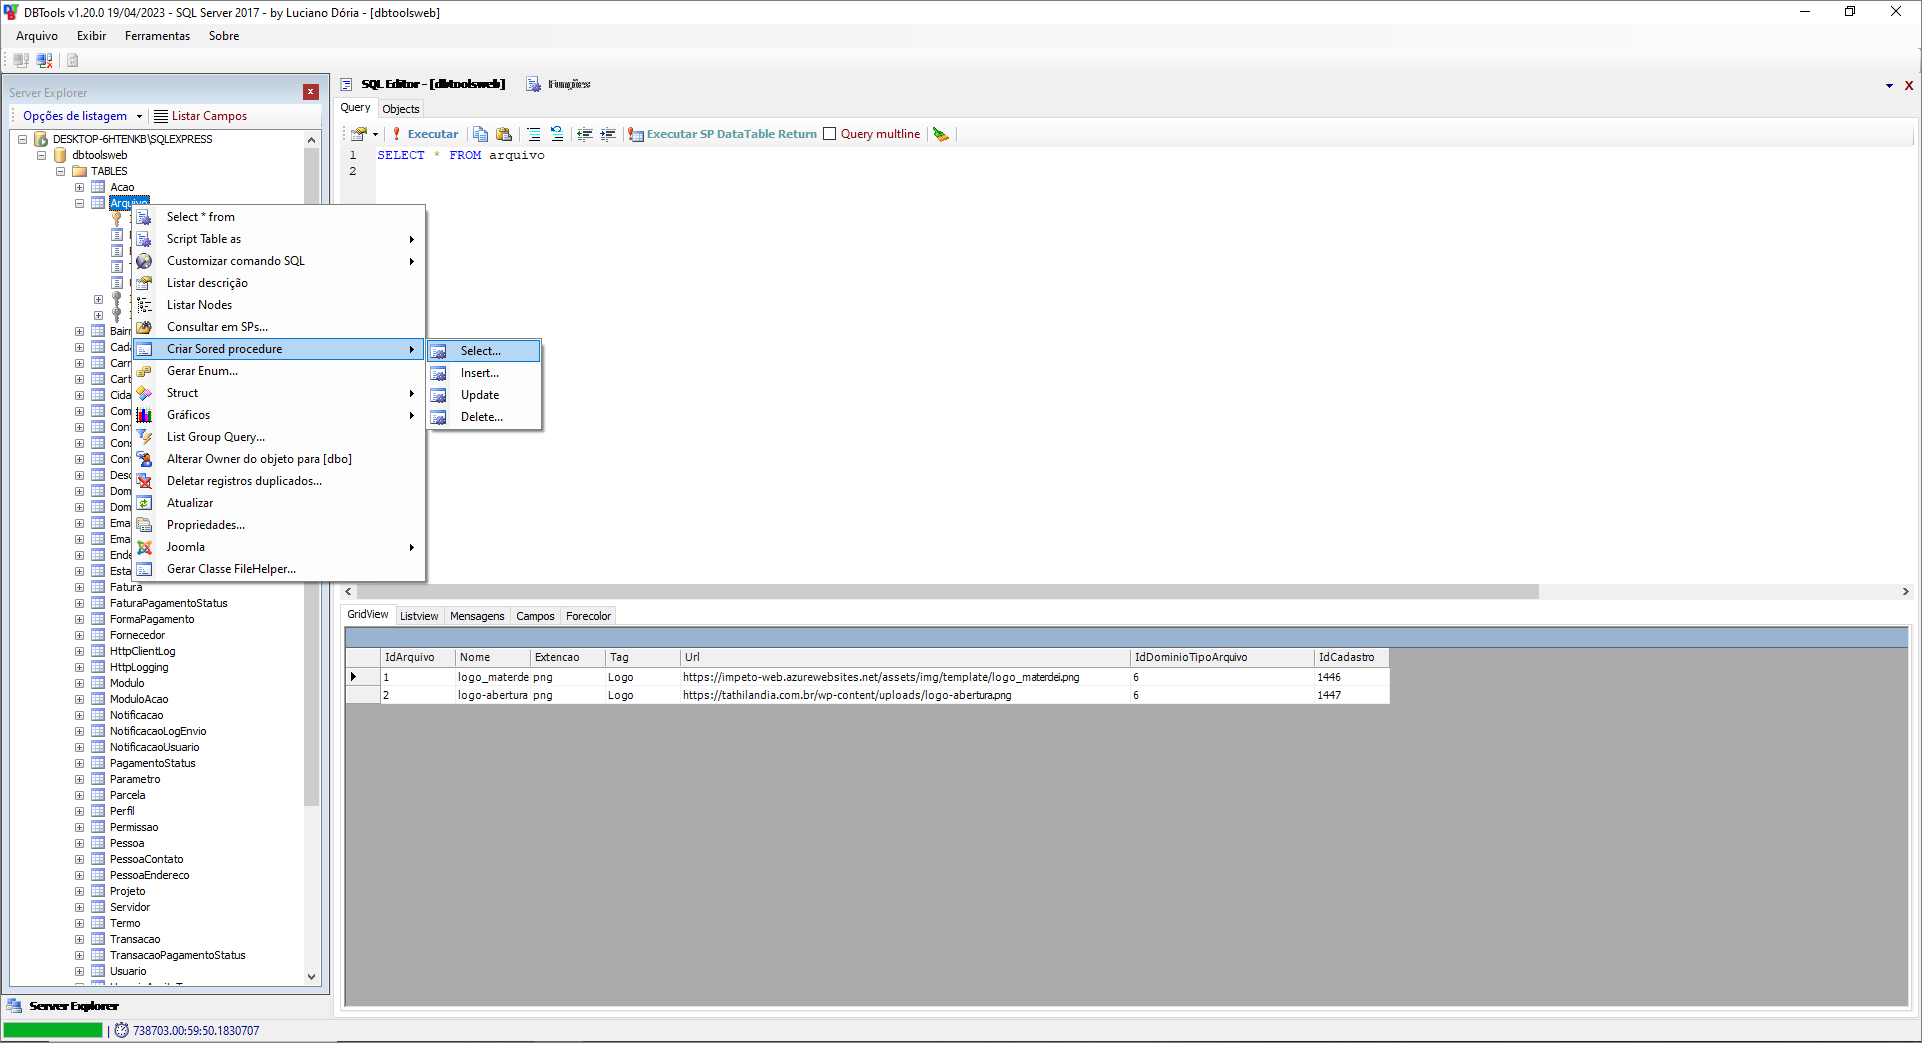 DBTools v1.20.0 19/04/2023 - SQL Server 2017 - by Luciano Dória - [dbtoolsweb]
Arquivo Exibir Ferramentas Sobre
Server Explorer
Opções de listagem Listar Campos
DESKTOP-6HTENKB\SQLEXPRESS
dbtoolsweb
TABLES
Acao
Arquivo
Bairr
Cada
Carr
Cart
Cida
Com
Con
Cons
Con
Desc
Dom
Dom
Emai
Emai
Ende
Esta
Fatura
FaturaPagamentoStatus
FormaPagamento
Fornecedor
HttpClientLog
HttpLogging
Modulo
ModuloAcao
Notificacao
NotificacaoLogEnvio
NotificacaoUsuario
PagamentoStatus
Parametro
Parcela
Perfil
Permissao
Pessoa
PessoaContato
PessoaEndereco
Projeto
Servidor
Termo
Transacao
TransacaoPagamentoStatus
Usuario
Server Explorer
738703.00:59:50.1830707
Select * from
Script Table as
Customizar comando SQL
Listar descrição
Listar Nodes
Consultar em SPs...
Criar Sored procedure
Gerar Enum...
Struct
Gráficos
List Group Query...
Alterar Owner do objeto para [dbo]
Deletar registros duplicados...
Atualizar
Propriedades...
Joomla
Gerar Classe FileHelper...
Select...
Insert...
Update
Delete...
SQL Editor - [dbtoolsweb] Funções
Query Objects
Executar Executar SP DataTable Return Query multline
1 SELECT * FROM arquivo
2
GridView Listview Mensagens Campos Forecolor
IdArquivo Nome Extencao Tag Url IdDominioTipoArquivo IdCadastro
1 logo_materde png Logo https://impeto-web.azurewebsites.net/assets/img/template/logo_materdei.png 6 1446
2 logo-abertura png Logo https://tathilandia.com.br/wp-content/uploads/logo-abertura.png 6 1447